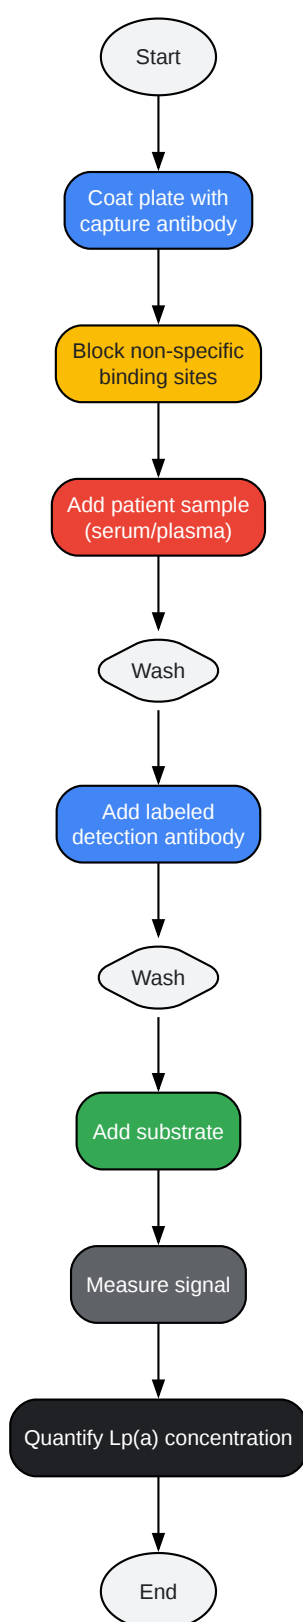 Start
Coat plate with
capture antibody
Block non-specific
binding sites
Add patient sample
(serum/plasma)
Wash
Add labeled
detection antibody
Wash
Add substrate
Measure signal
Quantify Lp(a) concentration
End